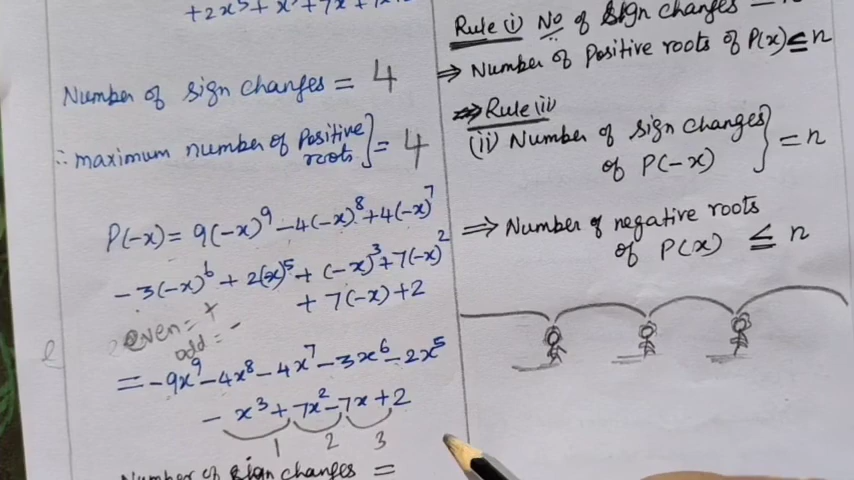 +2x⁵+x³+7x²+
Number of sign changes = 4
∴ maximum number of Positive roots} = 4
P(-x) = 9(-x)⁹ -4(-x)⁸+4(-x)⁷
-3(-x)⁶ + 2(-x)⁵ + (-x)³+7(-x)²
+ 7(-x)+2
even = +
odd = -
= -9x⁹-4x⁸-4x⁷-3x⁶-2x⁵
- x³+7x²-7x+2
1 2 3
Number of sign changes =
Rule (i) No of sign changes =
⇒ Number of Positive roots of P(x) ≤ n
⇒ Rule (ii)
(ii) Number of sign changes
of P(-x) } = n
⇒ Number of negative roots
of P(x) ≤ n